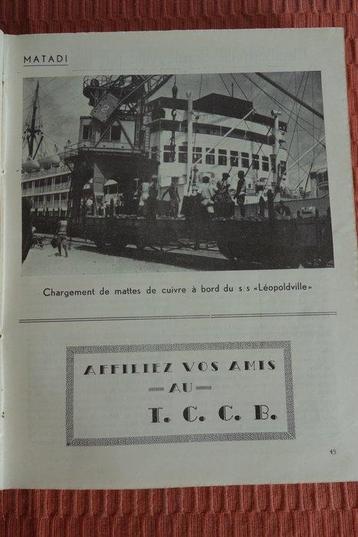 MATADI
Chargement de mattes de cuivre à bord du s.s «Léopoldville»
AFFILIEZ VOS AMIS
AU
T. C. C. B.
45